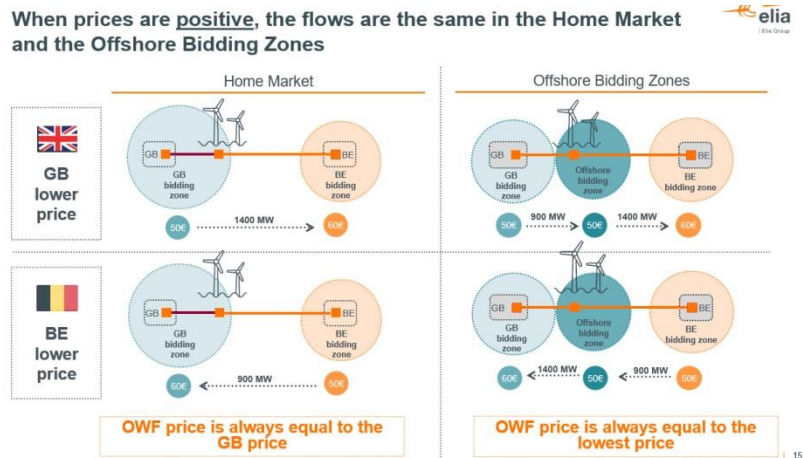 When prices are positive, the flows are the same in the Home Market
and the Offshore Bidding Zones
elia
Elia Group
Home Market
Offshore Bidding Zones
GB
lower
price
GB
BE
GB
bidding
zone
BE
bidding
zone
50€
1400 MW
60€
GB
BE
GB
bidding
zone
Offshore
bidding
zone
BE
bidding zone
50€
900 MW
50€
1400 MW
60€
BE
lower
price
GB
BE
GB
bidding
zone
BE
bidding
zone
60€
900 MW
50€
GB
BE
GB
bidding
zone
Offshore
bidding
zone
BE
bidding zone
60€
1400 MW
50€
900 MW
50€
OWF price is always equal to the
GB price
OWF price is always equal to the
lowest price
15